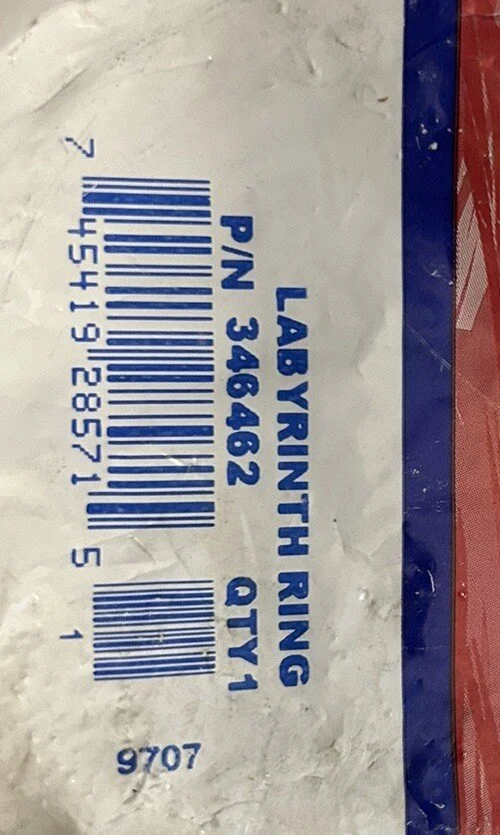 LABYRINTH RING
P/N 346462 QTY 1
7 45419 28571 5
1
9707